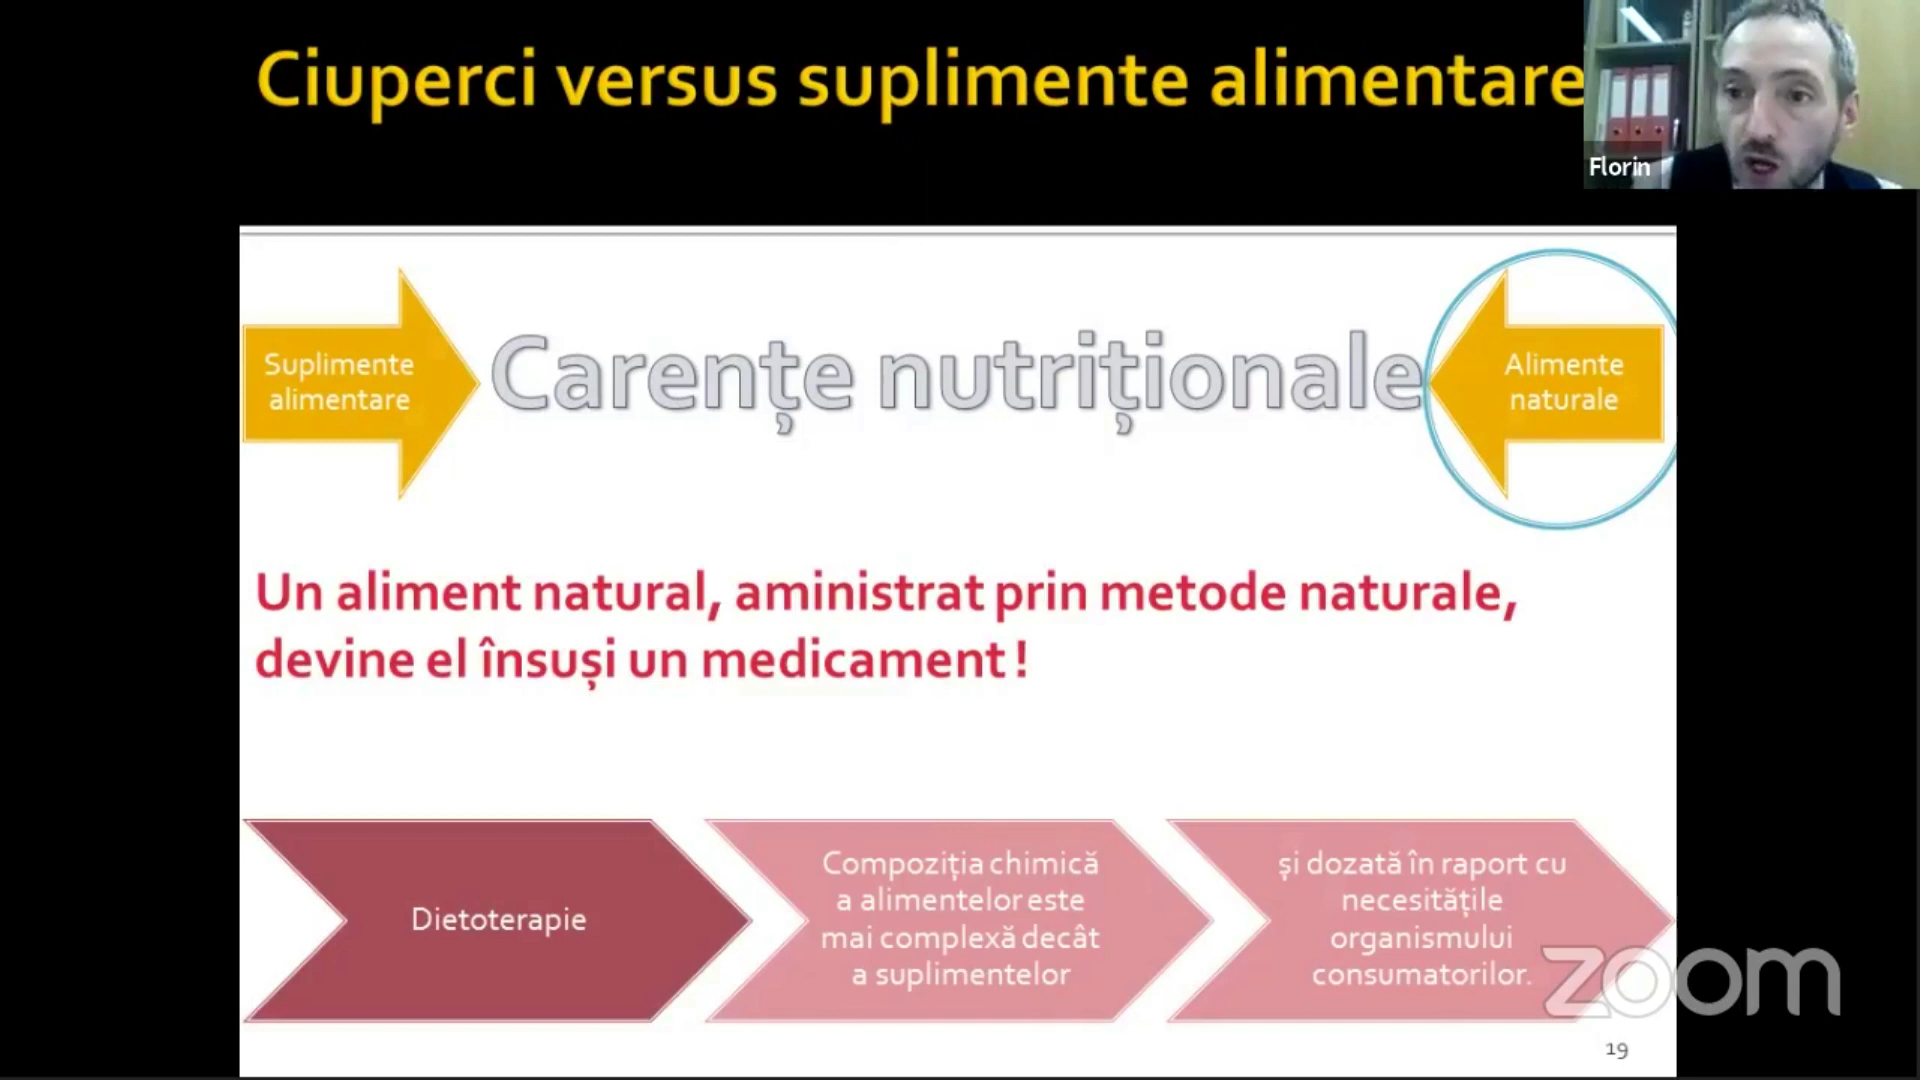 Ciuperci versus suplimente alimentare
Florin
Suplimente
alimentare
Carențe nutriționale
Alimente
naturale
Un aliment natural, aministrat prin metode naturale,
devine el însuși un medicament !
Dietoterapie
Compoziția chimică
a alimentelor este
mai complexă decât
a suplimentelor
și dozată în raport cu
necesitățile
organismului
consumatorilor.
zoom
19